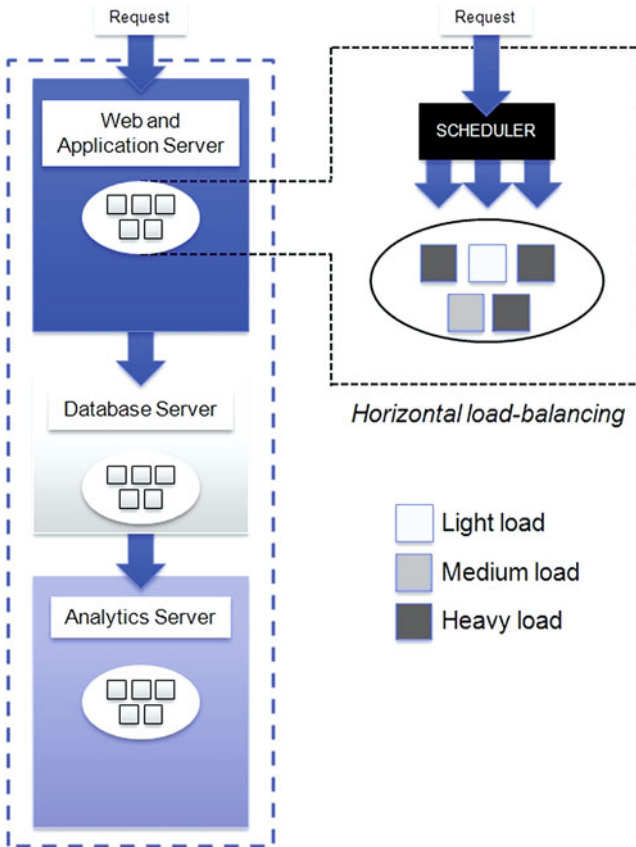 Request
Web and
Application Server
Database Server
Analytics Server
Request
SCHEDULER
Horizontal load-balancing
Light load
Medium load
Heavy load